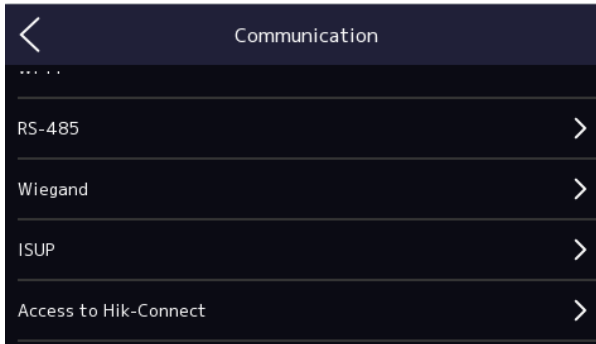 Communication
RS-485
Wiegand
ISUP
Access to Hik-Connect